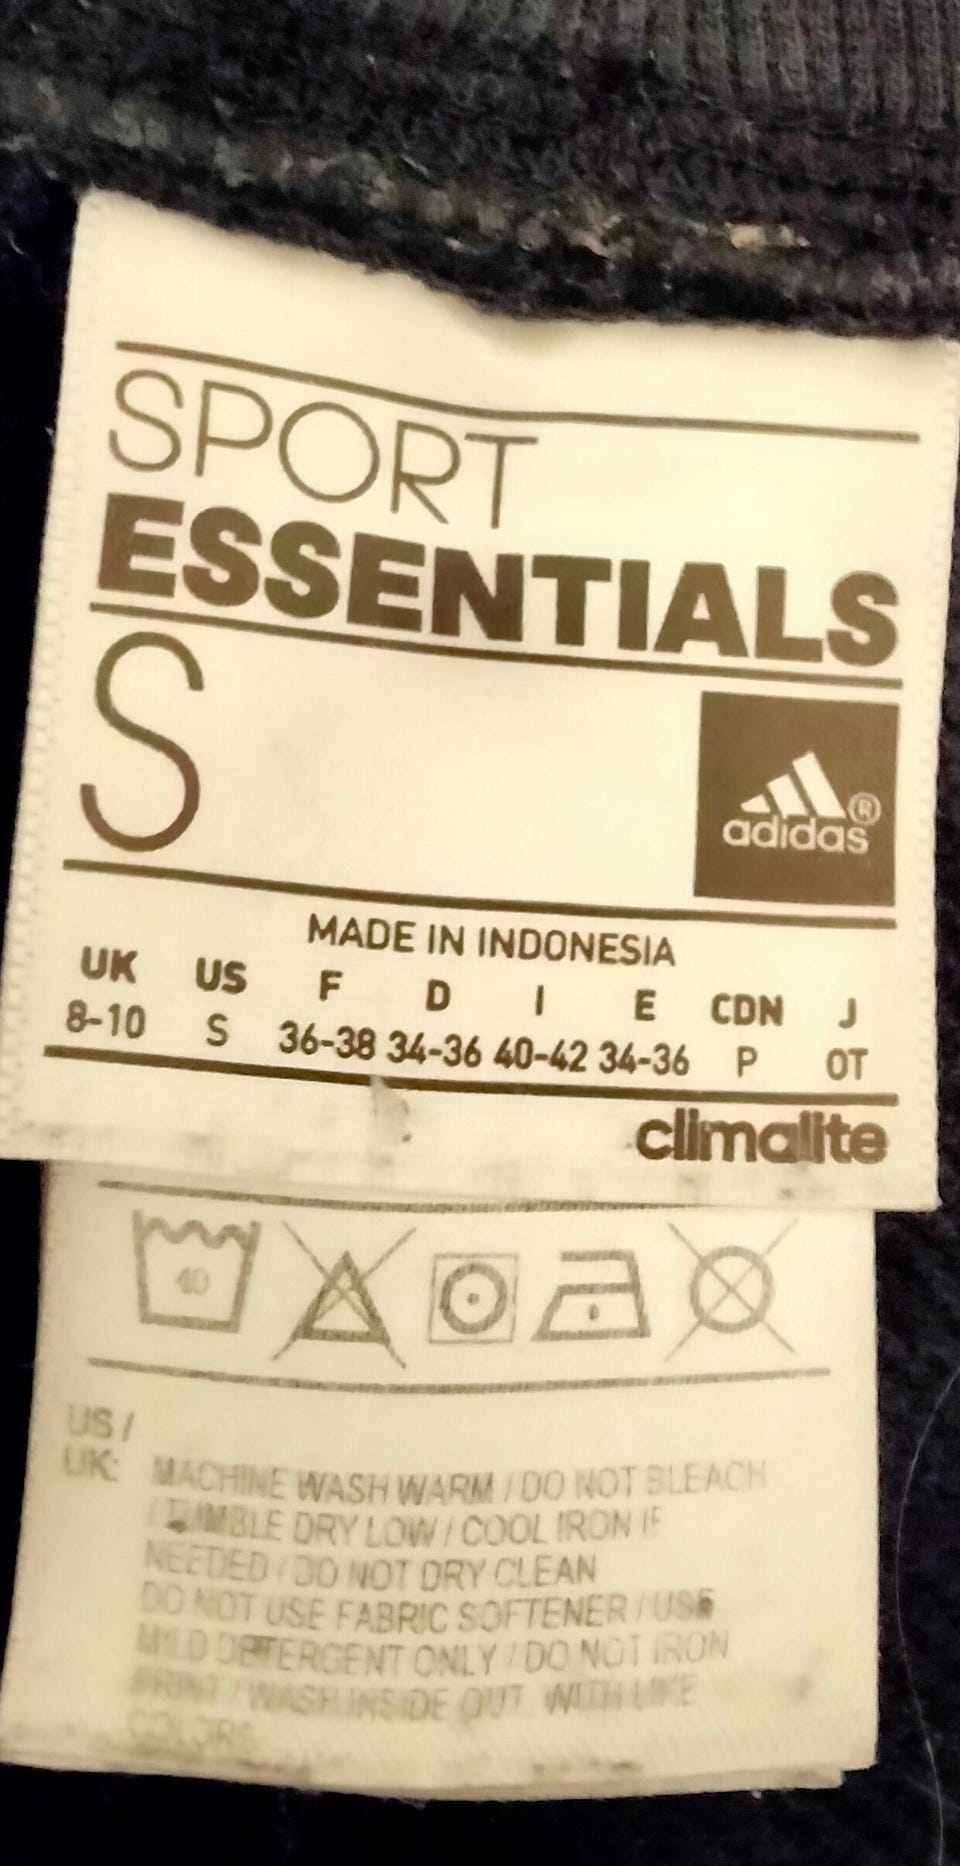 SPORT
ESSENTIALS
S
adidas®
MADE IN INDONESIA
UK US F D I E CDN J
8-10 S 36-38 34-36 40-42 34-36 P OT
climalite
40
US /
UK: MACHINE WASH WARM / DO NOT BLEACH
/ TUMBLE DRY LOW / COOL IRON IF
NEEDED / DO NOT DRY CLEAN
DO NOT USE FABRIC SOFTENER / USE
MILD DETERGENT ONLY / DO NOT IRON
PRINT / WASH INSIDE OUT. WITH LIKE
COLORS